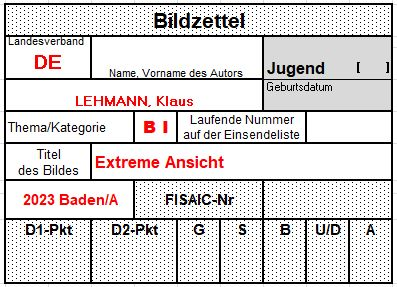 Bildzettel
Landesverband
DE
Name, Vorname des Autors
Jugend [ ]
LEHMANN, Klaus
Geburtsdatum
Thema/Kategorie
B I
Laufende Nummer
auf der Einsendeliste
Titel
des Bildes
Extreme Ansicht
2023 Baden/A
FISAIC-Nr
D1-Pkt D2-Pkt G S B U/D A